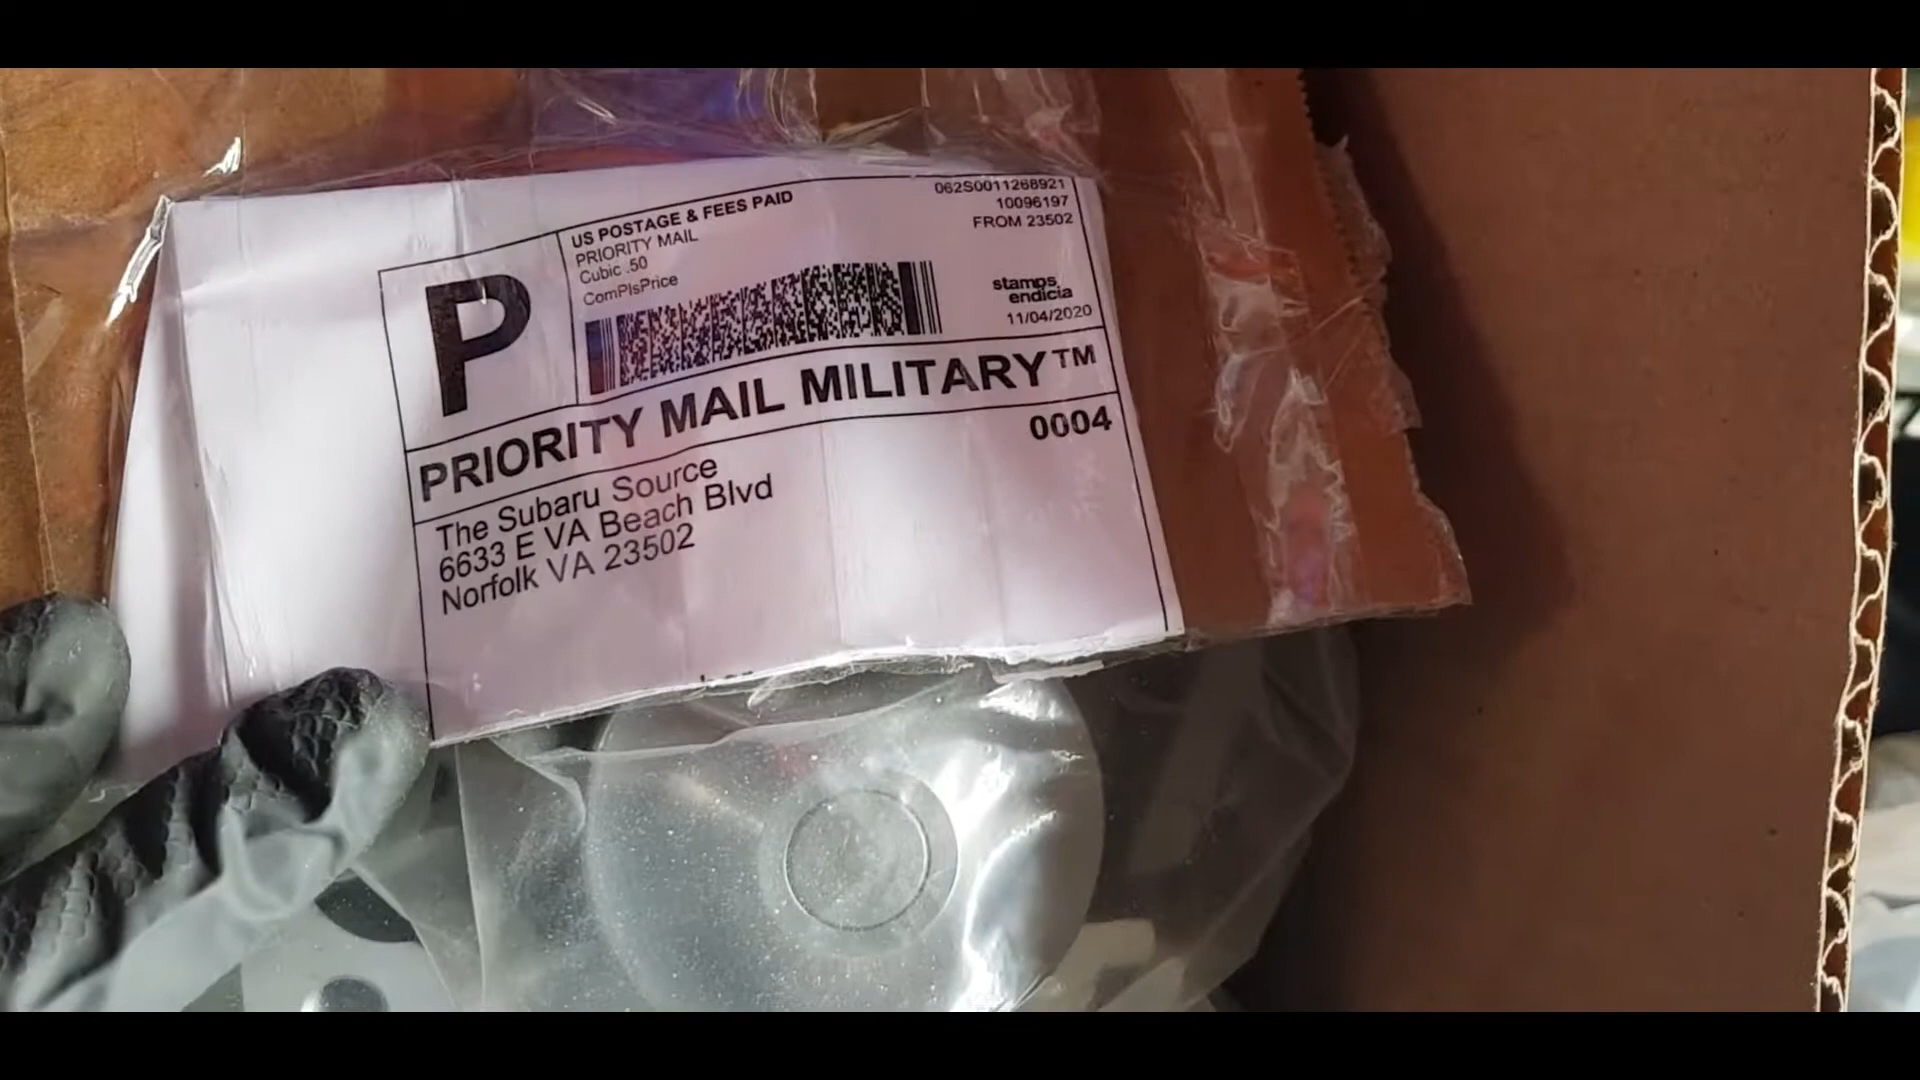 P
US POSTAGE & FEES PAID
PRIORITY MAIL
Cubic .50
ComPlsPrice
062S0011268921
10096197
FROM 23502
stamps
endicia
11/04/2020
PRIORITY MAIL MILITARY™
0004
The Subaru Source
6633 E VA Beach Blvd
Norfolk VA 23502